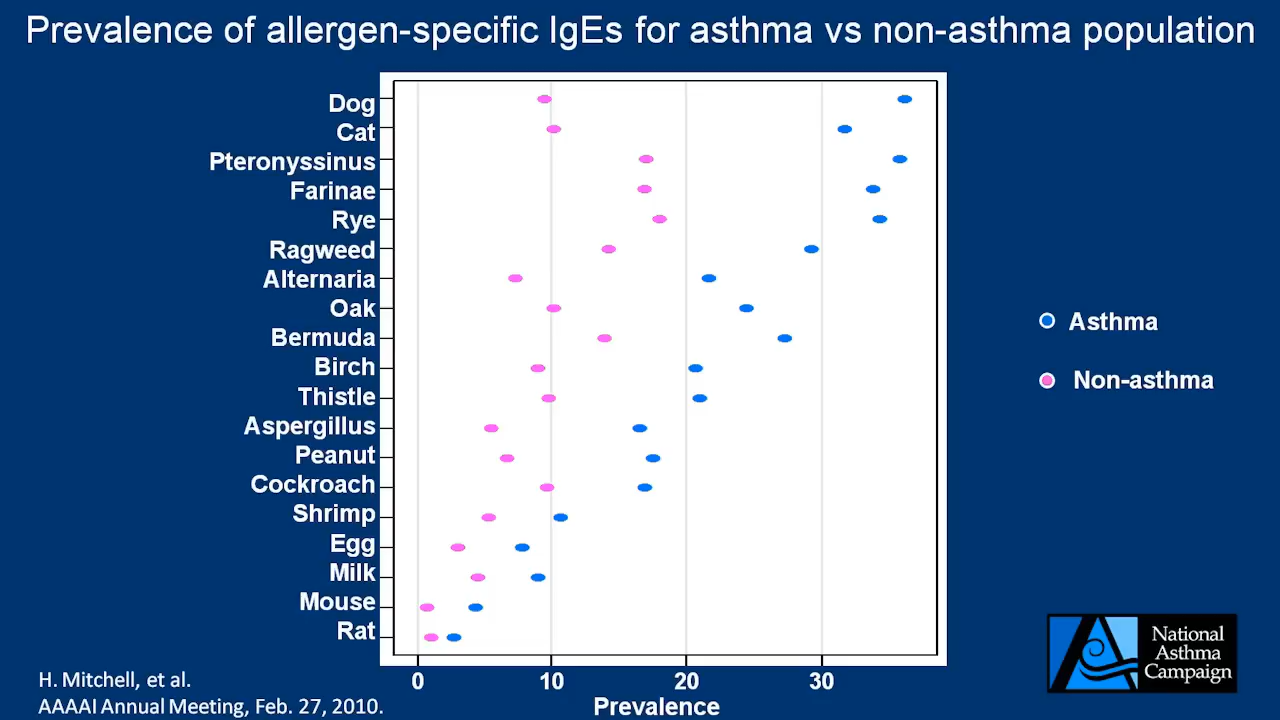 Prevalence of allergen-specific IgEs for asthma vs non-asthma population
Dog
Cat
Pteronyssinus
Farinae
Rye
Ragweed
Alternaria
Oak
Bermuda
Birch
Thistle
Aspergillus
Peanut
Cockroach
Shrimp
Egg
Milk
Mouse
Rat
0 10 20 30
Prevalence
Asthma
Non-asthma
National
Asthma
Campaign
H. Mitchell, et al.
AAAAI Annual Meeting, Feb. 27, 2010.